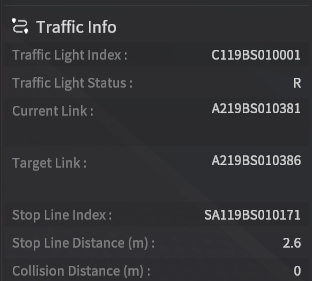 Traffic Info
Traffic Light Index : C119BS010001
Traffic Light Status : R
Current Link : A219BS010381
Target Link : A219BS010386
Stop Line Index : SA119BS010171
Stop Line Distance (m) : 2.6
Collision Distance (m) : 0